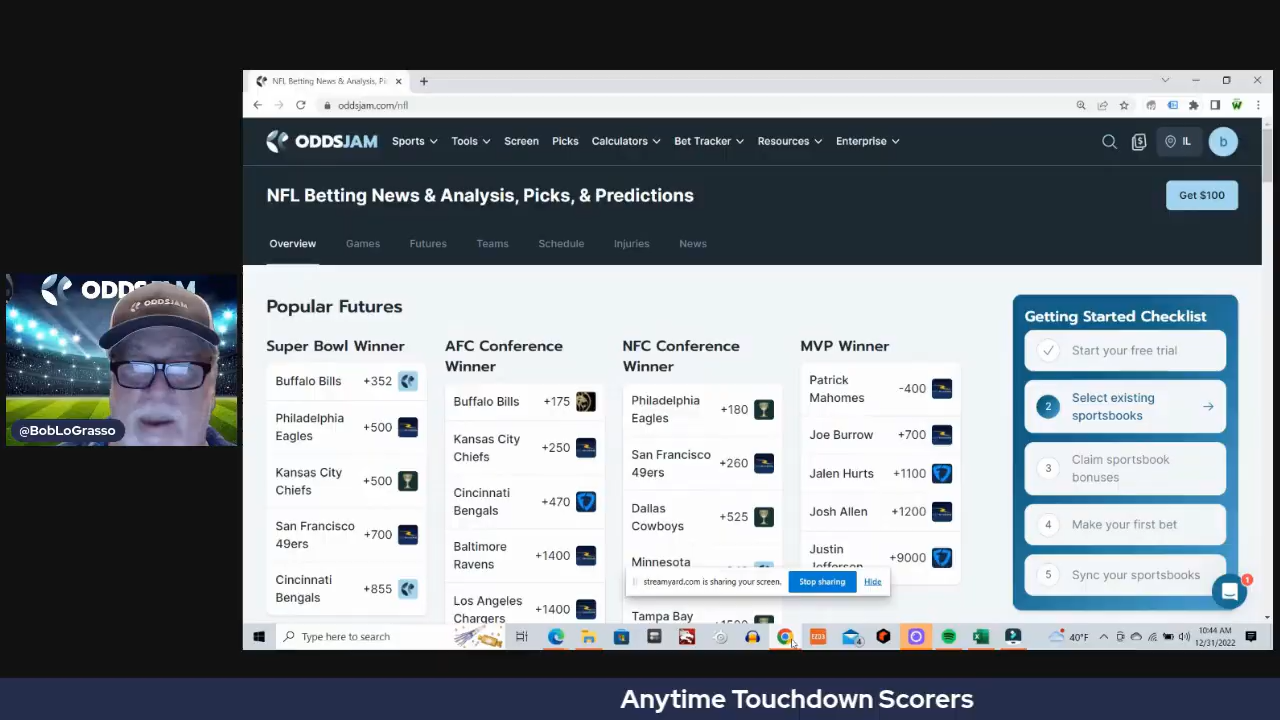 NFL Betting News & Analysis, Pi
oddsjam.com/nfl
ODDSJAM
Sports
Tools
Screen
Picks
Calculators
Bet Tracker
Resources
Enterprise
IL
b
NFL Betting News & Analysis, Picks, & Predictions
Get $100
Overview
Games
Futures
Teams
Schedule
Injuries
News
Popular Futures
Super Bowl Winner
Buffalo Bills +352
Philadelphia
Eagles
+500
Kansas City
Chiefs
+500
San Francisco
49ers
+700
Cincinnati
Bengals
+855
AFC Conference
Winner
Buffalo Bills +175
Kansas City
Chiefs
+250
Cincinnati
Bengals
+470
Baltimore
Ravens
+1400
Los Angeles
Chargers
+1400
NFC Conference
Winner
Philadelphia
Eagles
+180
San Francisco
49ers
+260
Dallas
Cowboys
+525
Minnesota
Tampa Bay
MVP Winner
Patrick
Mahomes
-400
Joe Burrow +700
Jalen Hurts +1100
Josh Allen +1200
Justin
Jefferson
+9000
Getting Started Checklist
Start your free trial
2
Select existing
sportsbooks
3
Claim sportsbook
bonuses
4 Make your first bet
5 Sync your sportsbooks
1
streamyard.com is sharing your screen.
Stop sharing
Hide
ODDSJAM
ODDSJAM
@BobLoGrasso
Type here to search
40°F
10:44 AM
12/31/2022
Anytime Touchdown Scorers